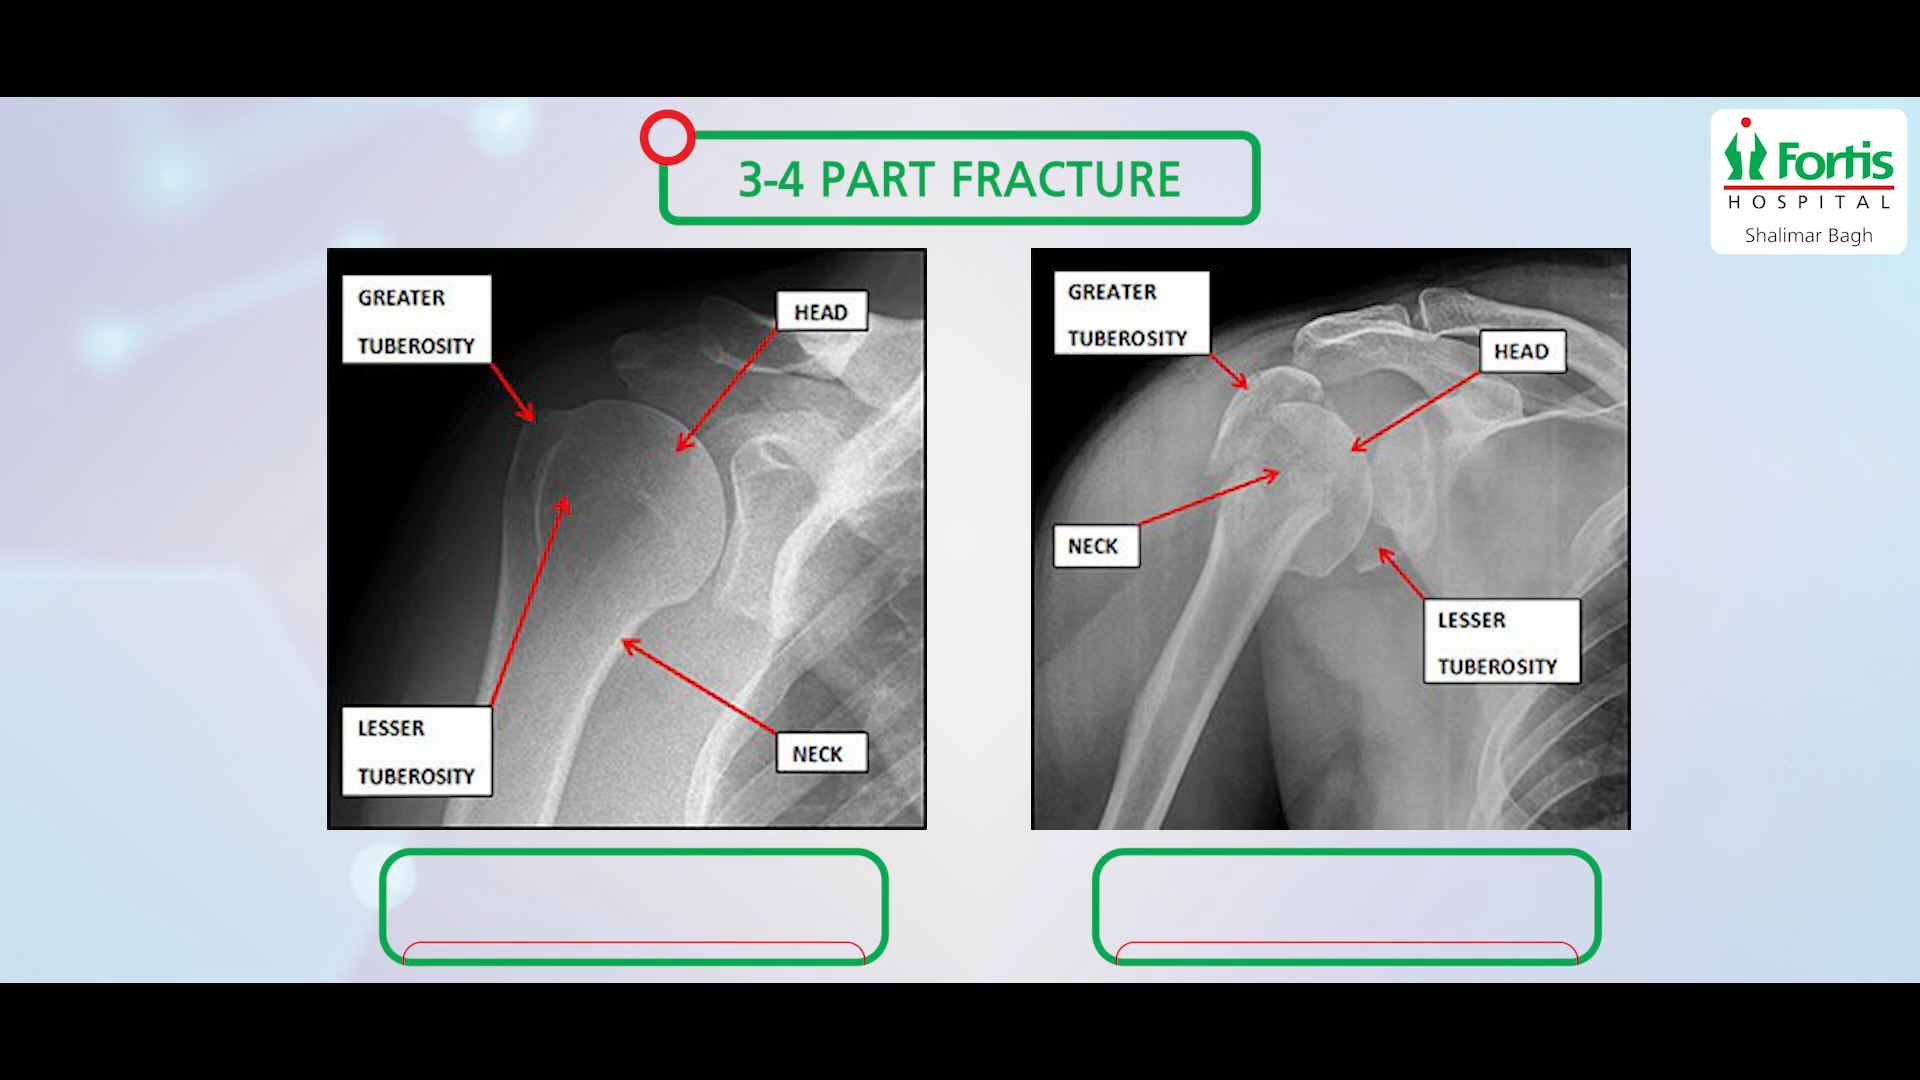 3-4 PART FRACTURE
Fortis
HOSPITAL
Shalimar Bagh
GREATER
TUBEROSITY
HEAD
LESSER
TUBEROSITY
NECK
GREATER
TUBEROSITY
HEAD
NECK
LESSER
TUBEROSITY